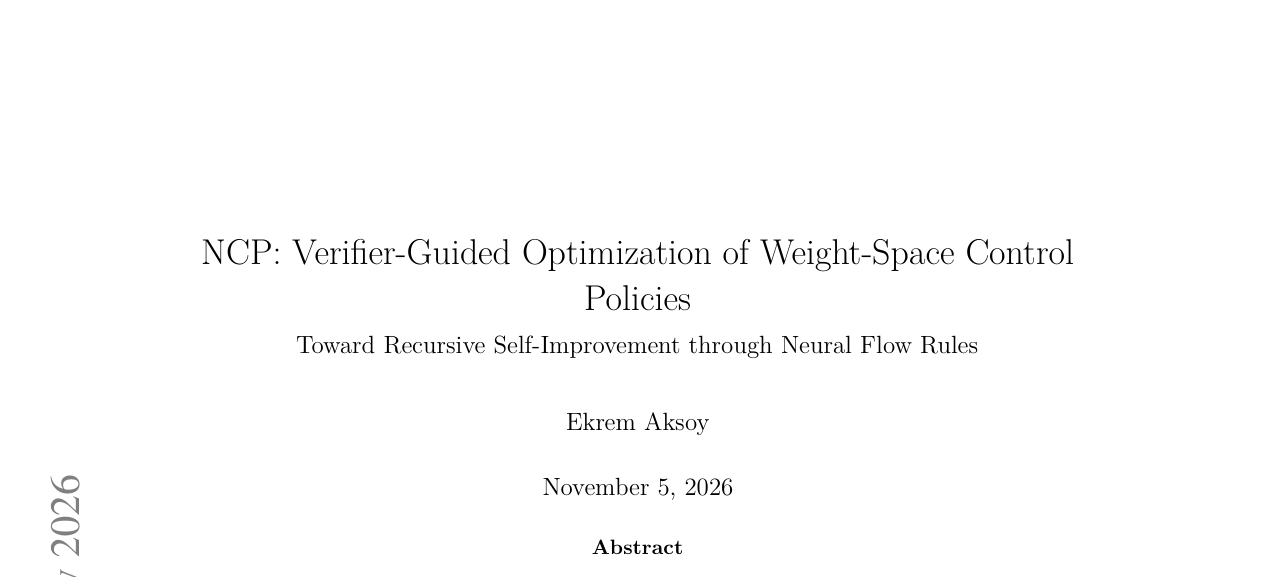 NCP: Verifier-Guided Optimization of Weight-Space Control
Policies
Toward Recursive Self-Improvement through Neural Flow Rules
Ekrem Aksoy
November 5, 2026
Abstract
2026